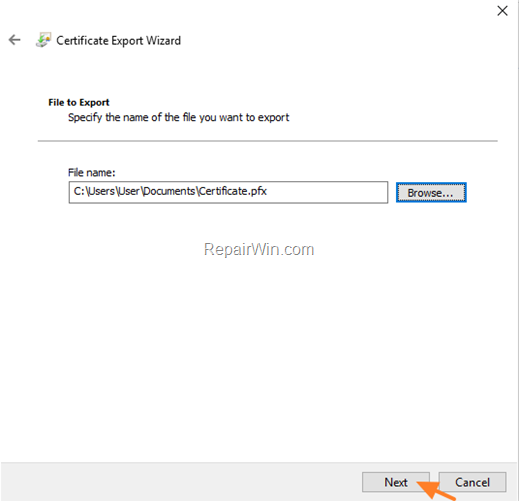 Certificate Export Wizard
File to Export
Specify the name of the file you want to export
File name:
C:\Users\User\Documents\Certificate.pfx
Browse...
RepairWin.com
Next
Cancel